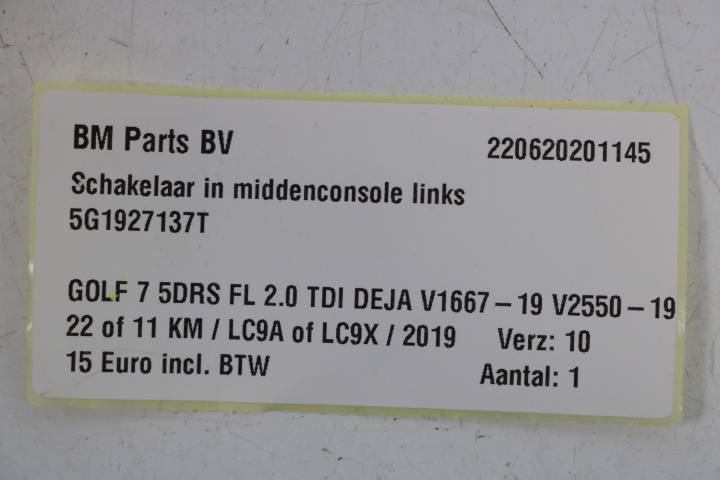 BM Parts BV 220620201145
Schakelaar in middenconsole links
5G1927137T
GOLF 7 5DRS FL 2.0 TDI DEJA V1667 – 19 V2550 – 19
22 of 11 KM / LC9A of LC9X / 2019 Verz: 10
15 Euro incl. BTW Aantal: 1